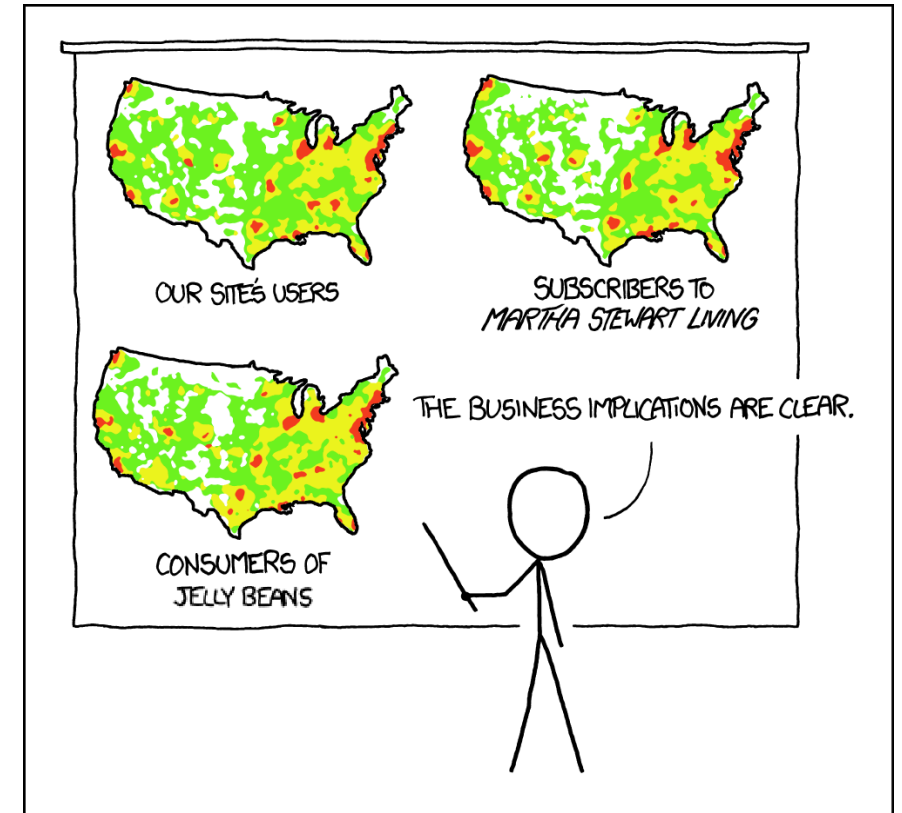 OUR SITE'S USERS
SUBSCRIBERS TO
MARTHA STEWART LIVING
CONSUMERS OF
JELLY BEANS
THE BUSINESS IMPLICATIONS ARE CLEAR.